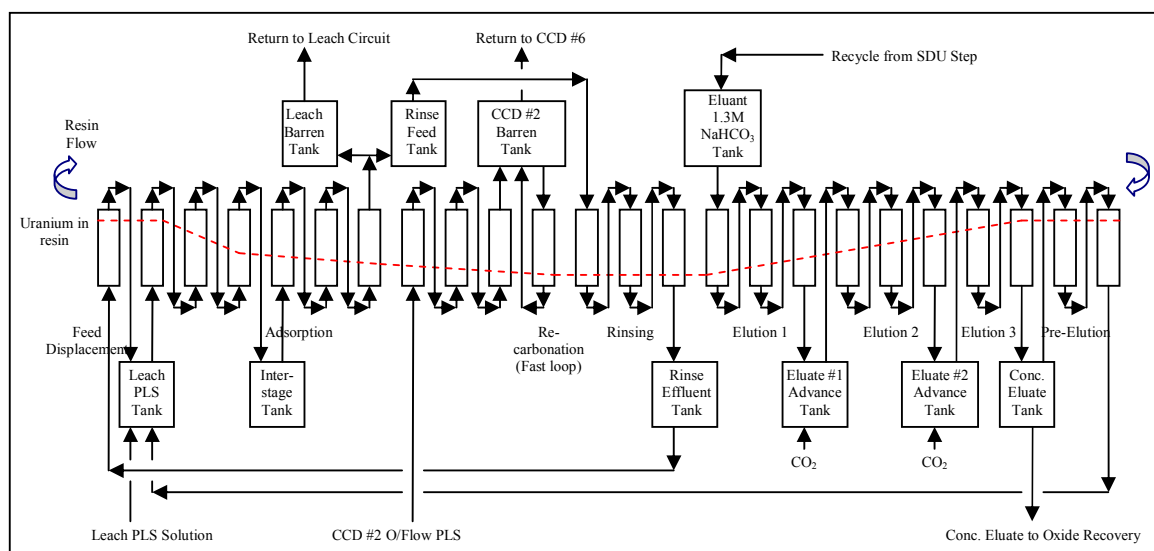 Return to Leach Circuit
Return to CCD #6
Recycle from SDU Step
Leach
Barren
Tank
Rinse
Feed
Tank
CCD #2
Barren
Tank
Eluant
1.3M
NaHCO₃
Tank
Resin
Flow
Uranium in
resin
Feed
Displacement
Adsorption
Re-
carbonation
(Fast loop)
Rinsing
Elution 1
Elution 2
Elution 3
Pre-Elution
Leach
PLS
Tank
Inter-
stage
Tank
Rinse
Effluent
Tank
Eluate #1
Advance
Tank
Eluate #2
Advance
Tank
Conc.
Eluate
Tank
CO₂
CO₂
Leach PLS Solution
CCD #2 O/Flow PLS
Conc. Eluate to Oxide Recovery